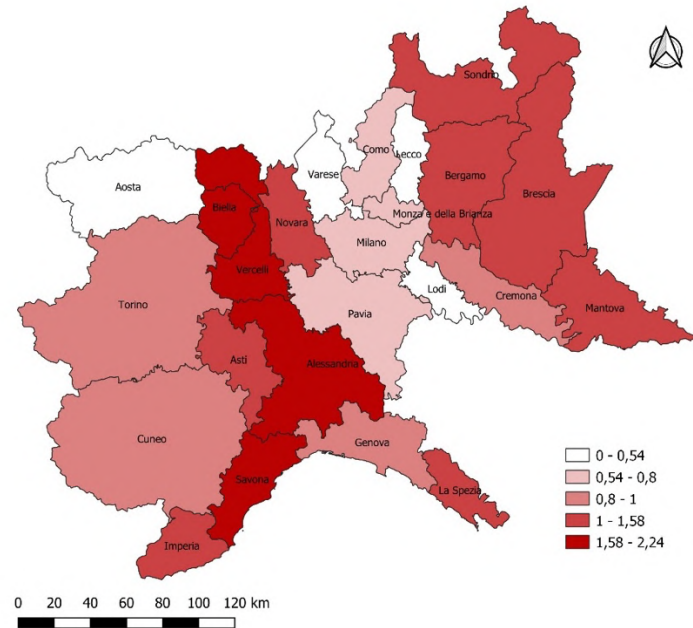 Sondrio
Como
Lecco
Varese
Bergamo
Aosta
Brescia
Biella
Novara
Monza e della Brianza
Milano
Vercelli
Lodi
Cremona
Torino
Pavia
Mantova
Asti
Alessandria
Cuneo
Genova
Savona
La Spezia
Imperia
0 - 0,54
0,54 - 0,8
0,8 - 1
1 - 1,58
1,58 - 2,24
0 20 40 60 80 100 120 km